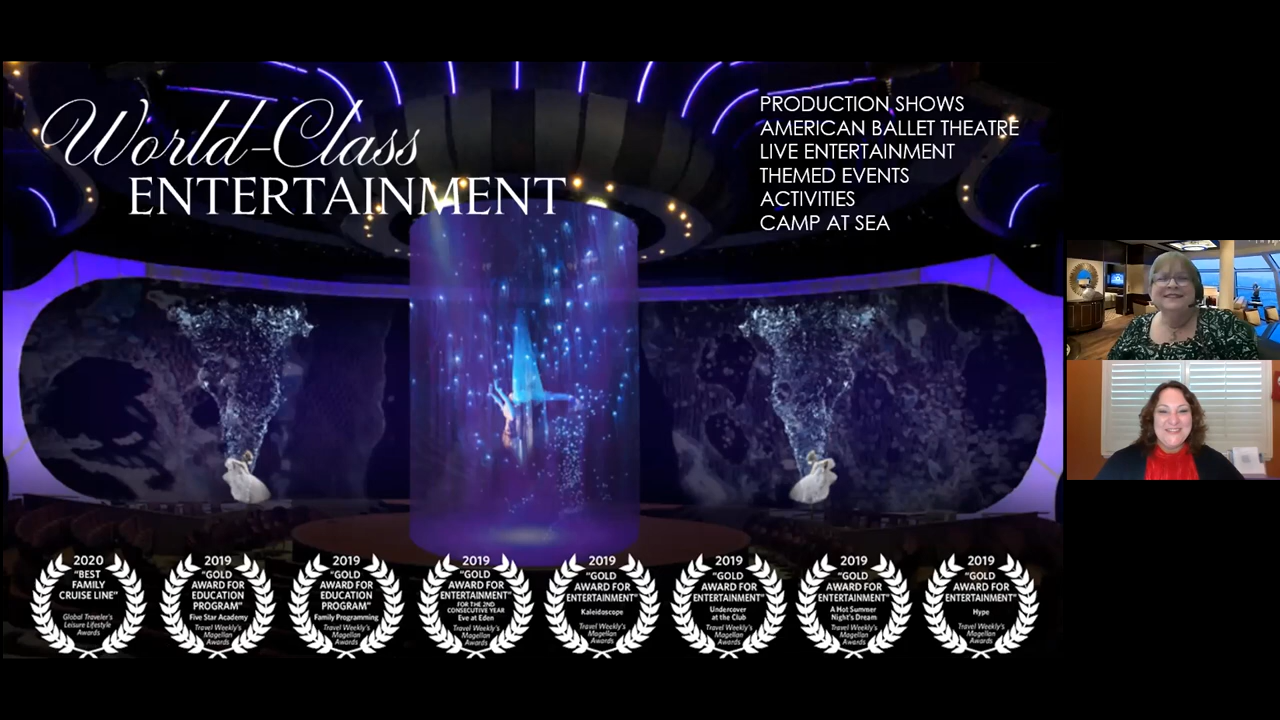 World-Class
ENTERTAINMENT
PRODUCTION SHOWS
AMERICAN BALLET THEATRE
LIVE ENTERTAINMENT
THEMED EVENTS
ACTIVITIES
CAMP AT SEA
2020
"BEST
FAMILY
CRUISE LINE"
Global Traveler's
Leisure Lifestyle
Awards
2019
"GOLD
AWARD FOR
EDUCATION
PROGRAM"
Five Star Academy
Travel Weekly's
Magellan
Awards
2019
"GOLD
AWARD FOR
EDUCATION
PROGRAM"
Family Programming
Travel Weekly's
Magellan
Awards
2019
"GOLD
AWARD FOR
ENTERTAINMENT"
FOR THE 2ND
CONSECUTIVE YEAR
Eve at Eden
Travel Weekly's
Magellan
Awards
2019
"GOLD
AWARD FOR
ENTERTAINMENT"
Kaleidoscope
Travel Weekly's
Magellan
Awards
2019
"GOLD
AWARD FOR
ENTERTAINMENT"
Undercover
at the Club
Travel Weekly's
Magellan
Awards
2019
"GOLD
AWARD FOR
ENTERTAINMENT"
A Hot Summer
Night's Dream
Travel Weekly's
Magellan
Awards
2019
"GOLD
AWARD FOR
ENTERTAINMENT"
Hype
Travel Weekly's
Magellan
Awards